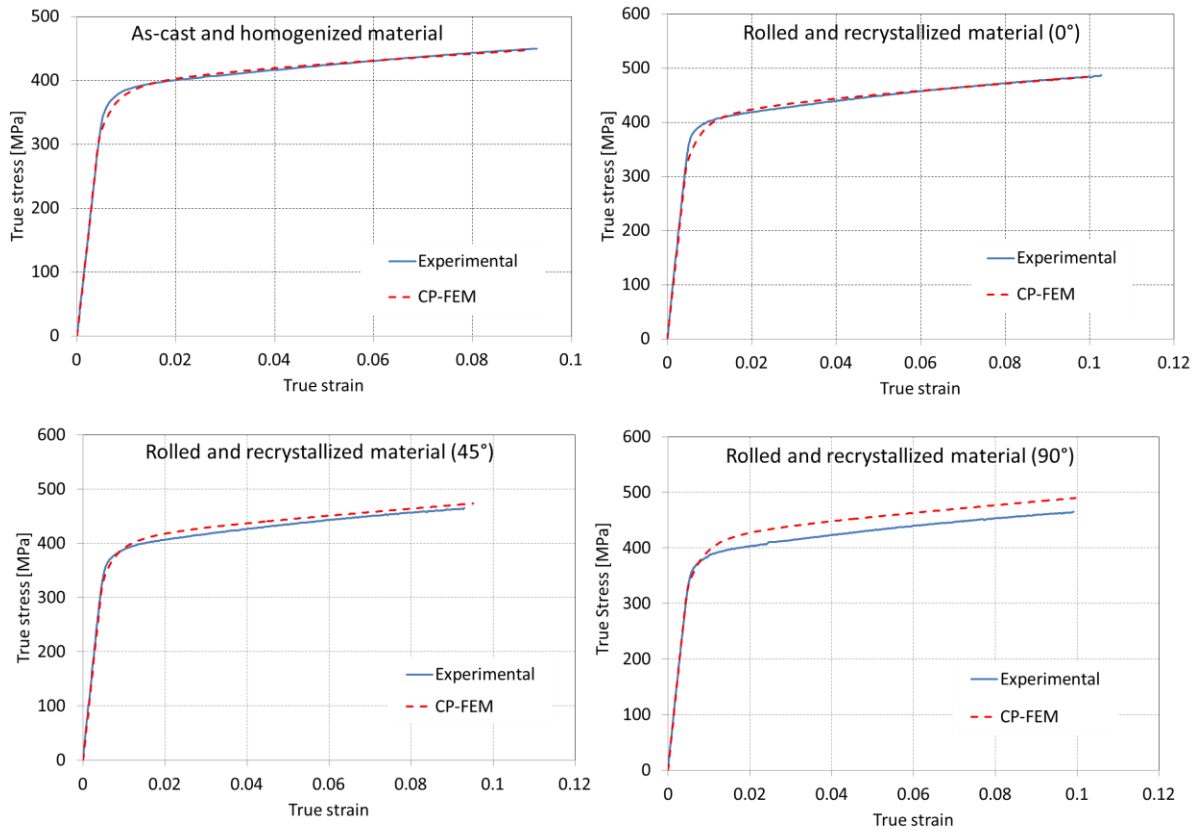 As-cast and homogenized material
500
400
300
200
100
0
True stress [MPa]
0 0.02 0.04 0.06 0.08 0.1
True strain
Experimental
CP-FEM
Rolled and recrystallized material (0°)
600
500
400
300
200
100
0
True stress [MPa]
0 0.02 0.04 0.06 0.08 0.1 0.12
True strain
Experimental
CP-FEM
Rolled and recrystallized material (45°)
600
500
400
300
200
100
0
True stress [MPa]
0 0.02 0.04 0.06 0.08 0.1 0.12
True strain
Experimental
CP-FEM
Rolled and recrystallized material (90°)
600
500
400
300
200
100
0
True Stress [MPa]
0 0.02 0.04 0.06 0.08 0.1 0.12
True strain
Experimental
CP-FEM